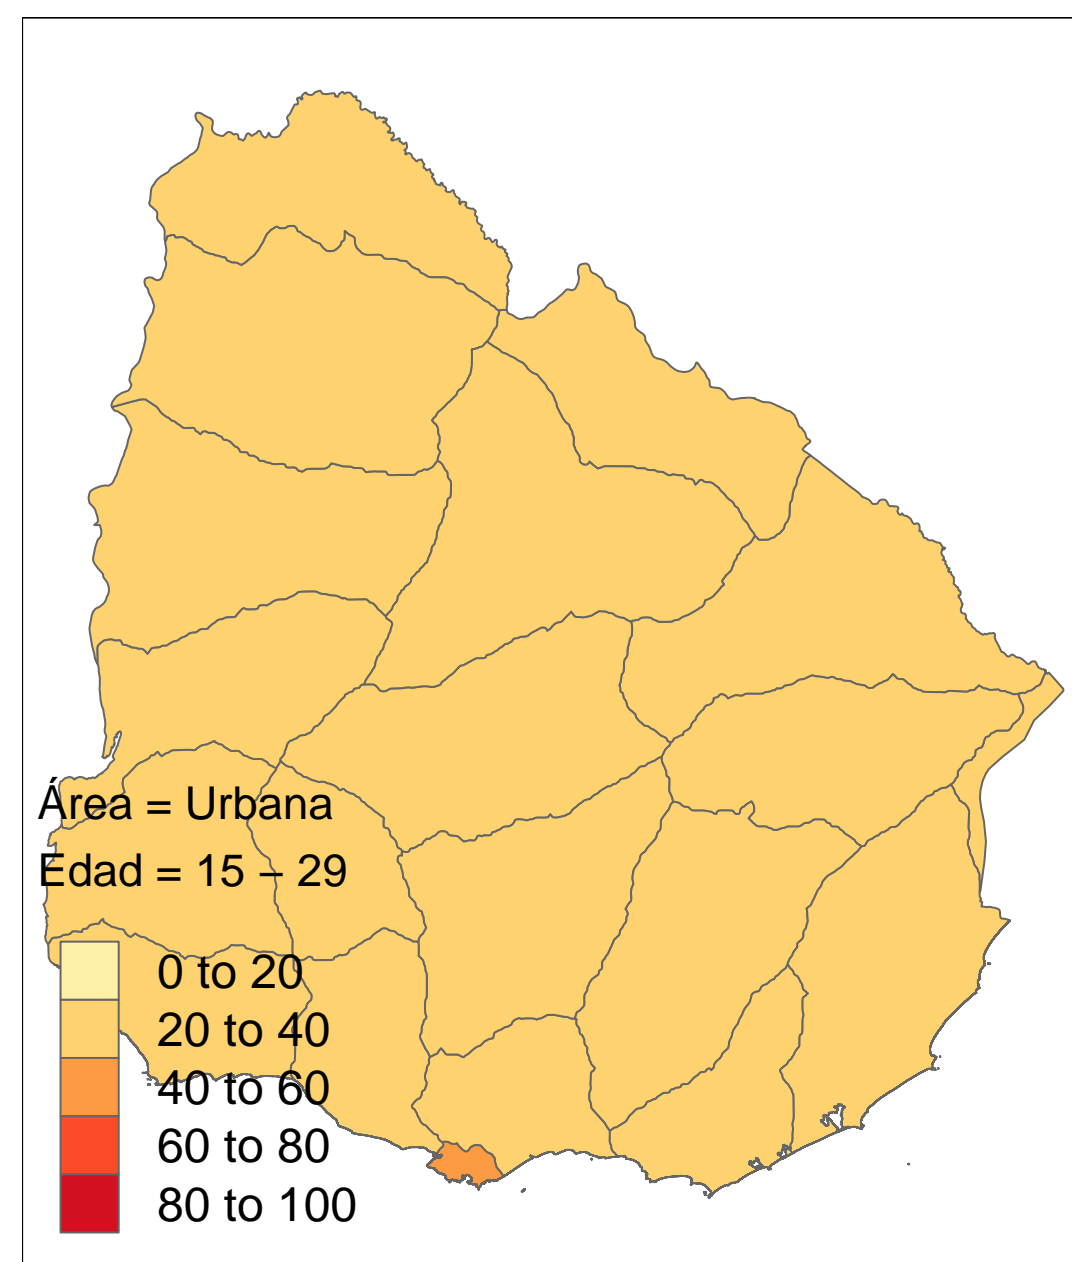 Área = Urbana
Edad = 15 – 29
0 to 20
20 to 40
40 to 60
60 to 80
80 to 100